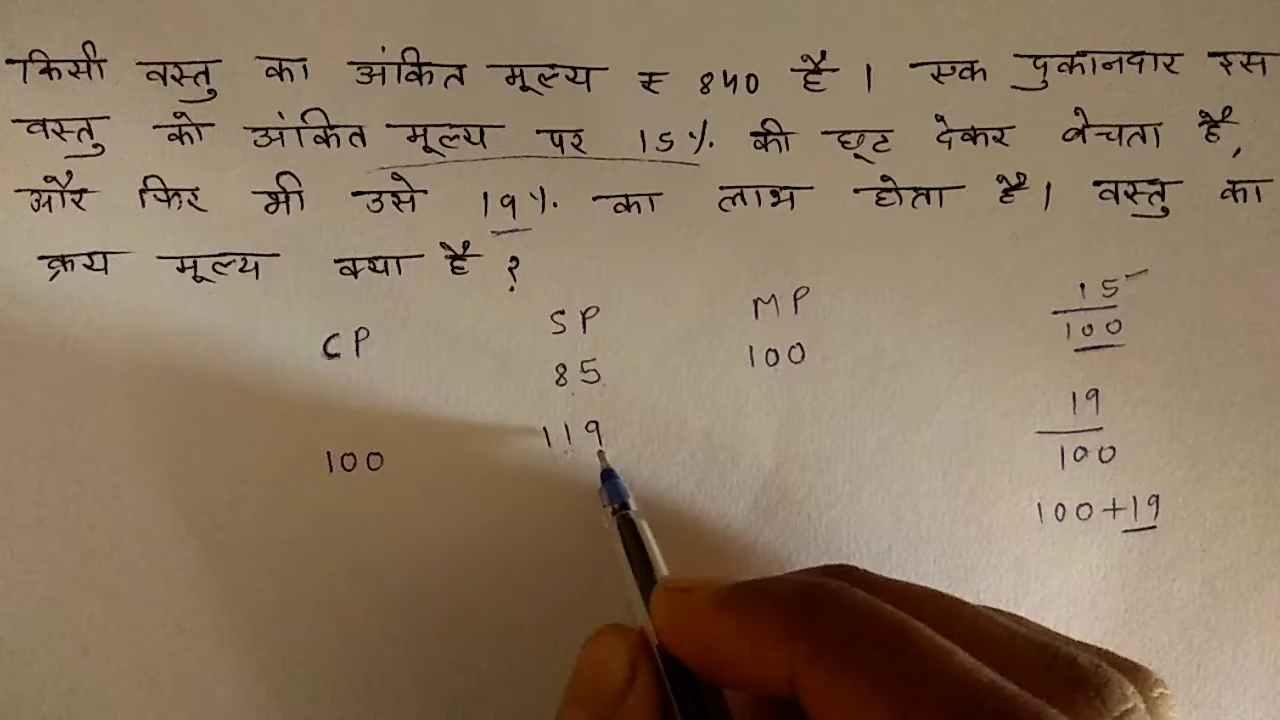 किसी वस्तु का अंकित मूल्य ₹ 840 है । एक दुकानदार इस
वस्तु को अंकित मूल्य पर 15% की छूट देकर बेचता है,
और फिर भी उसे 19% का लाभ होता है । वस्तु का
क्रय मूल्य क्या है ?
CP SP MP
85 100
100 119
15
100
19
100
100+19